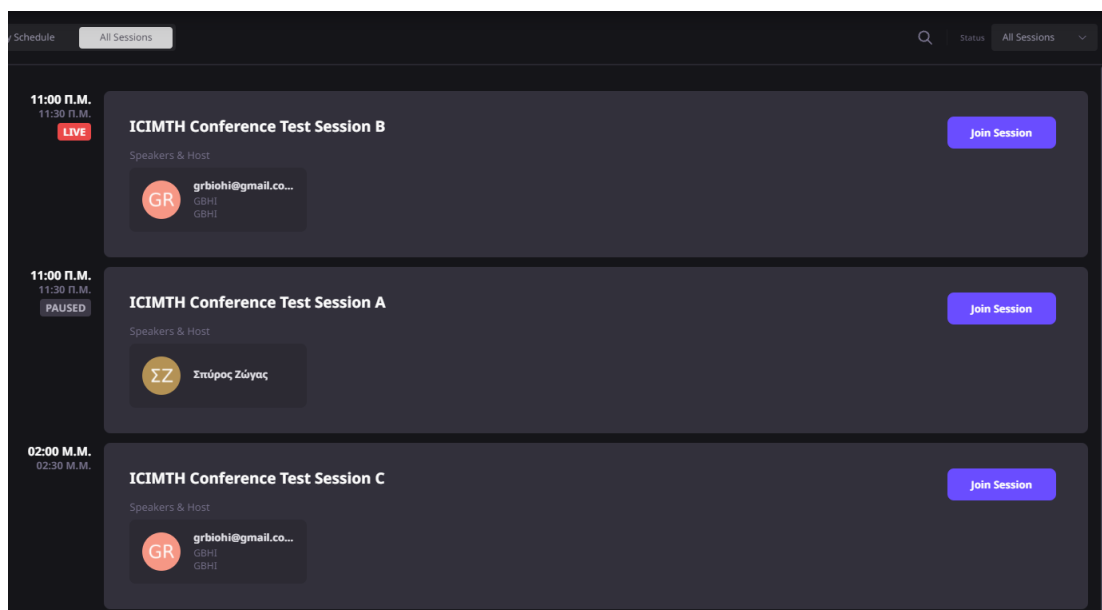 y Schedule
All Sessions
Status
All Sessions
11:00 Π.Μ.
11:30 Π.Μ.
LIVE
ICIMTH Conference Test Session B
Join Session
Speakers & Host
GR
grbiohi@gmail.co...
GBHI
GBHI
11:00 Π.Μ.
11:30 Π.Μ.
PAUSED
ICIMTH Conference Test Session A
Join Session
Speakers & Host
ΣΖ
Σπύρος Ζώγας
02:00 Μ.Μ.
02:30 Μ.Μ.
ICIMTH Conference Test Session C
Join Session
Speakers & Host
GR
grbiohi@gmail.co...
GBHI
GBHI